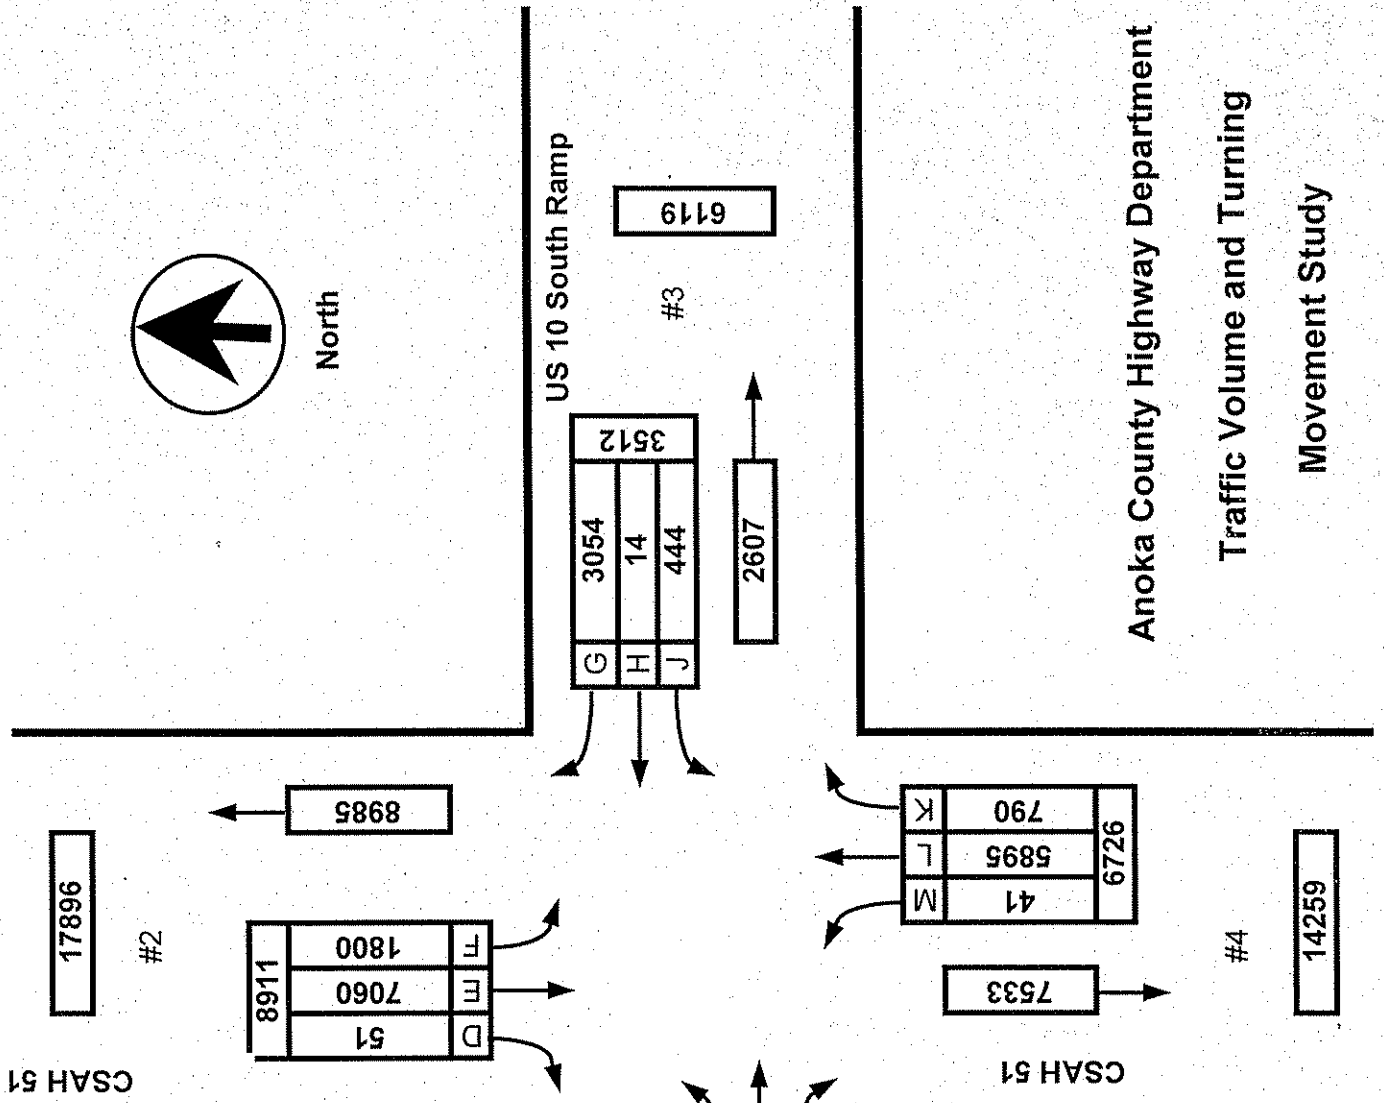 CSAH 51
17896
#2
8911
51
7060
1800
D
E
F
8985
North
US 10 South Ramp
G
3054
H
14
J
444
3512
6119
#3
2607
M
L
K
41
5895
790
6726
7533
#4
14259
CSAH 51
Anoka County Highway Department
Traffic Volume and Turning
Movement Study